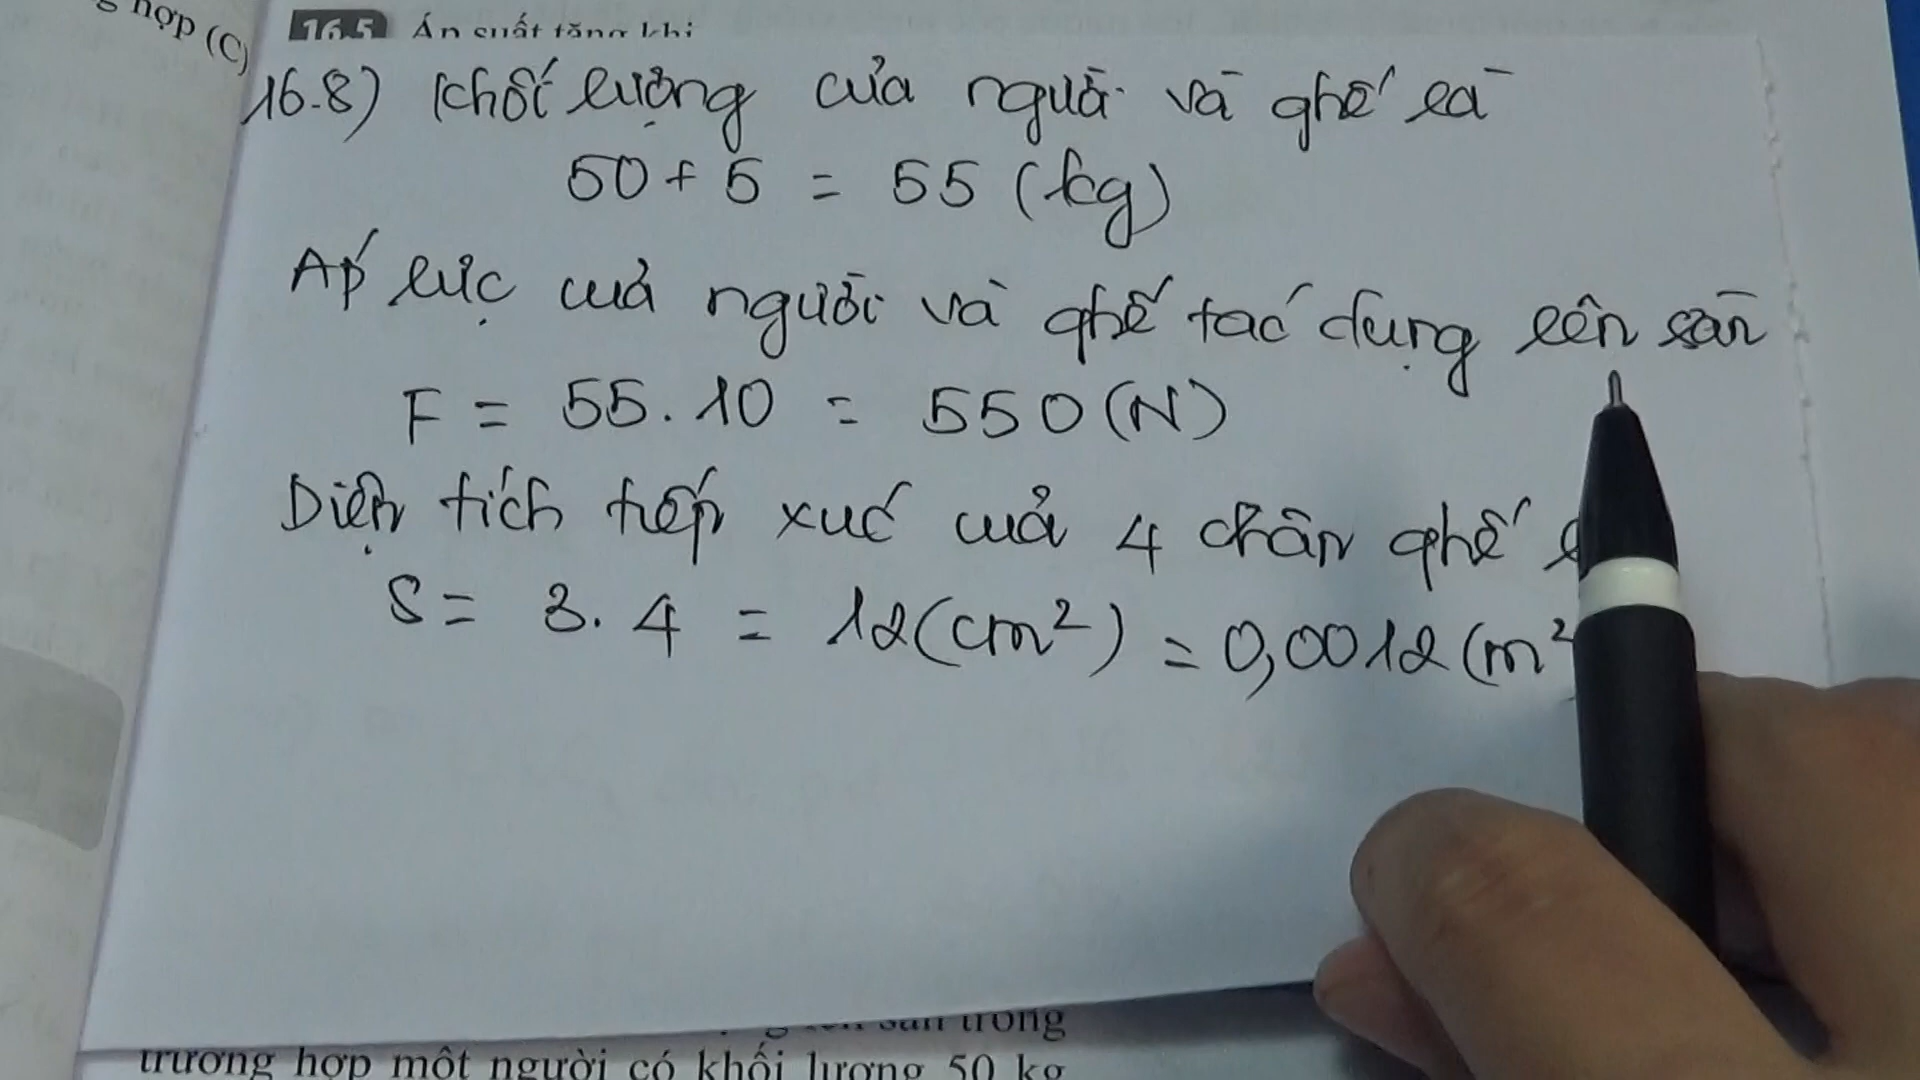 hợp (C)
16.5 Áp suất tăng khi
16.8) Khối lượng của người và ghế là
50 + 5 = 55 (kg)
Áp lực của người và ghế tác dụng lên sàn
F = 55.10 = 550 (N)
Diện tích tiếp xúc của 4 chân ghế
S = 3.4 = 12 (cm²) = 0,0012 (m²
lên sàn trong
trường hợp một người có khối lượng 50 kg